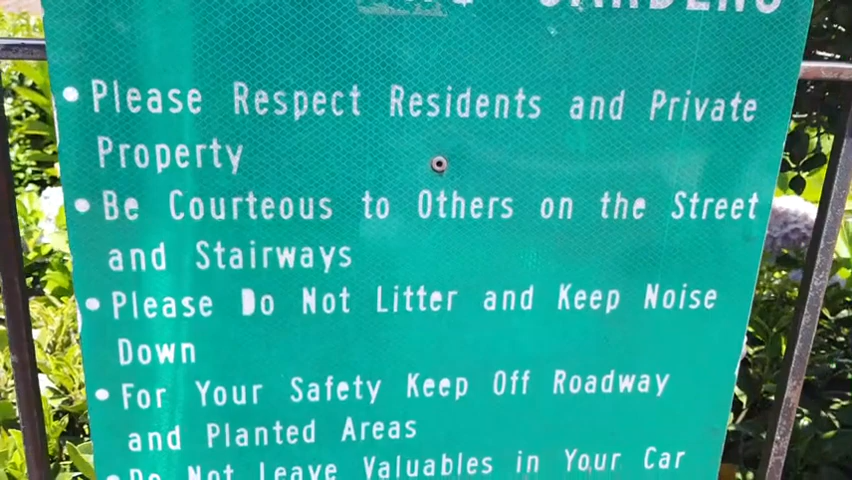 GARDENS
• Please Respect Residents and Private
Property
• Be Courteous to Others on the Street
and Stairways
• Please Do Not Litter and Keep Noise
Down
• For Your Safety Keep Off Roadway
and Planted Areas
• Do Not Leave Valuables in Your Car